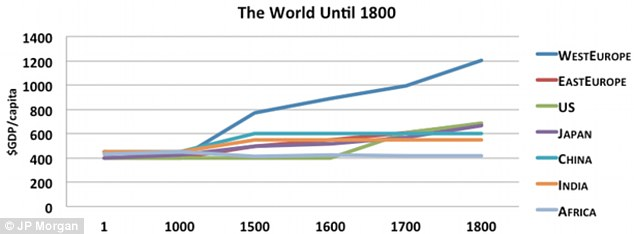 The World Until 1800
$GDP/capita
1400
1200
1000
800
600
400
200
0
1 1000 1500 1600 1700 1800
WESTEUROPE
EASTEUROPE
US
JAPAN
CHINA
INDIA
AFRICA
© JP Morgan